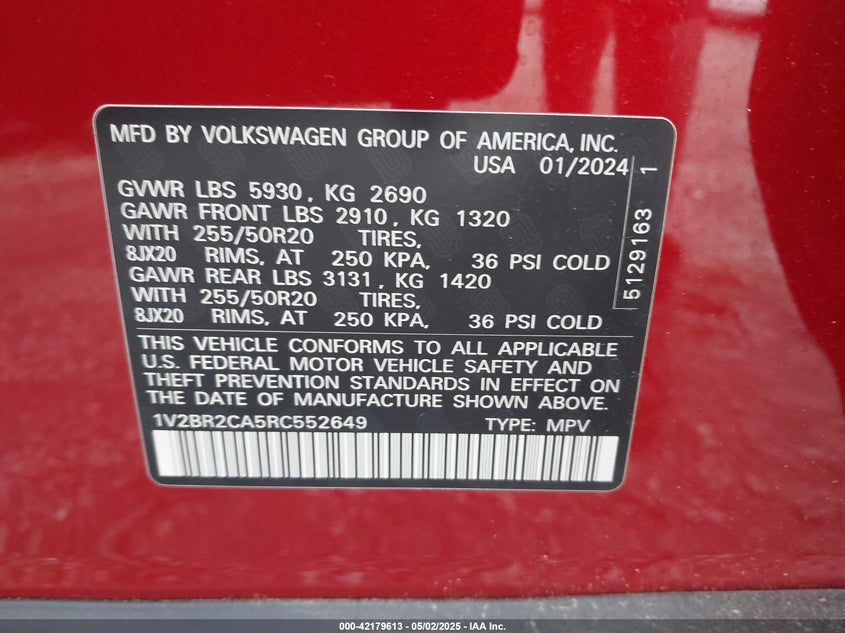 MFD BY VOLKSWAGEN GROUP OF AMERICA, INC.
USA 01/2024
GVWR LBS 5930, KG 2690
GAWR FRONT LBS 2910, KG 1320
WITH 255/50R20 TIRES,
8JX20 RIMS, AT 250 KPA, 36 PSI COLD
GAWR REAR LBS 3131, KG 1420
WITH 255/50R20 TIRES,
8JX20 RIMS, AT 250 KPA, 36 PSI COLD
5129163 1
THIS VEHICLE CONFORMS TO ALL APPLICABLE
U.S. FEDERAL MOTOR VEHICLE SAFETY AND
THEFT PREVENTION STANDARDS IN EFFECT ON
THE DATE OF MANUFACTURE SHOWN ABOVE.
1V2BR2CA5RC552649 TYPE: MPV
000-42179613 - 05/02/2025 - IAA Inc.